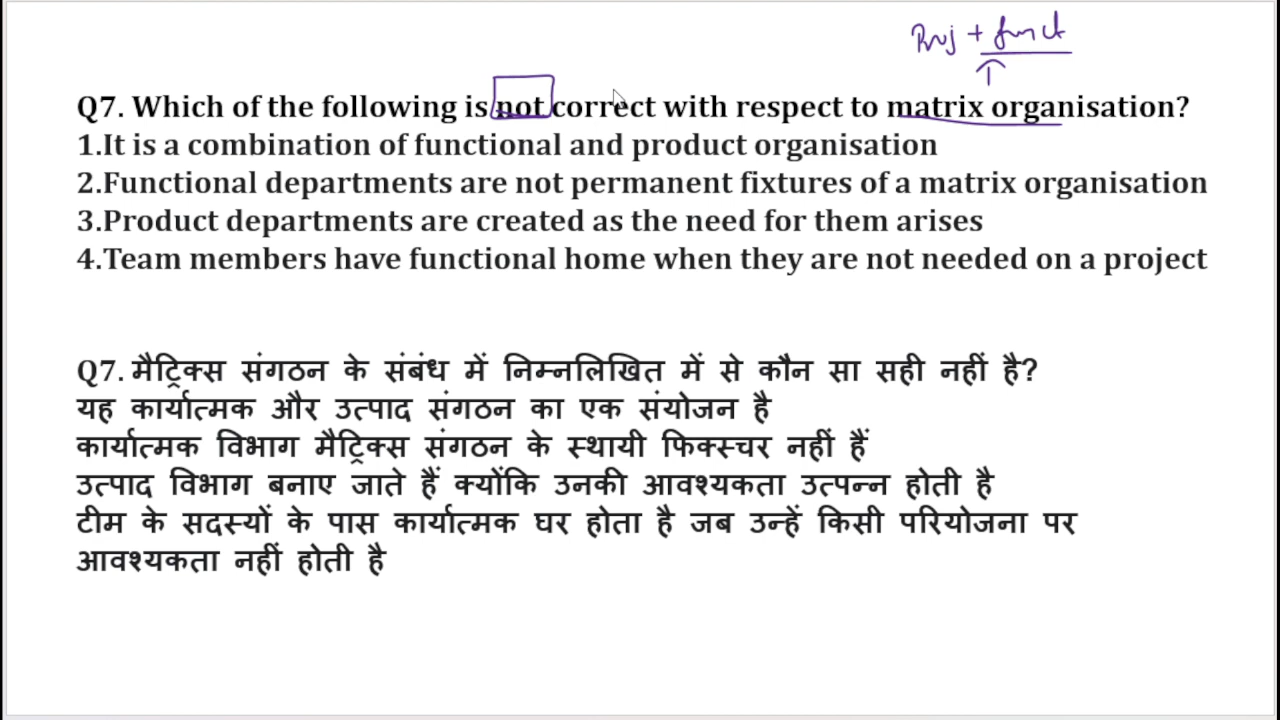 Proj + funct
Q7. Which of the following is not correct with respect to matrix organisation?
1.It is a combination of functional and product organisation
2.Functional departments are not permanent fixtures of a matrix organisation
3.Product departments are created as the need for them arises
4.Team members have functional home when they are not needed on a project
Q7. मैट्रिक्स संगठन के संबंध में निम्नलिखित में से कौन सा सही नहीं है?
यह कार्यात्मक और उत्पाद संगठन का एक संयोजन है
कार्यात्मक विभाग मैट्रिक्स संगठन के स्थायी फिक्स्चर नहीं हैं
उत्पाद विभाग बनाए जाते हैं क्योंकि उनकी आवश्यकता उत्पन्न होती है
टीम के सदस्यों के पास कार्यात्मक घर होता है जब उन्हें किसी परियोजना पर
आवश्यकता नहीं होती है